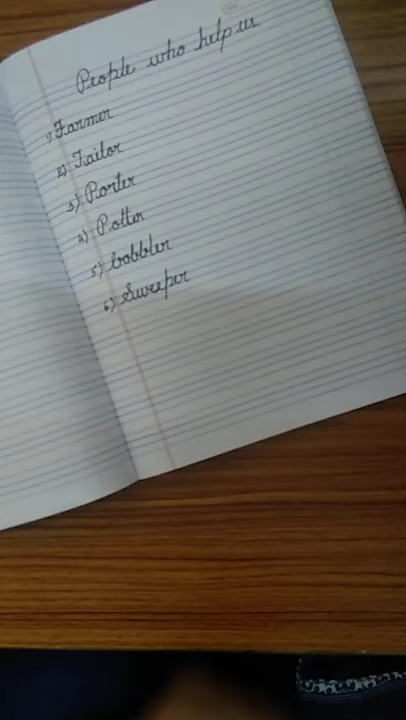 People who help us
1) Farmer
2) Tailor
3) Porter
4) Potter
5) Cobbler
6) Sweeper